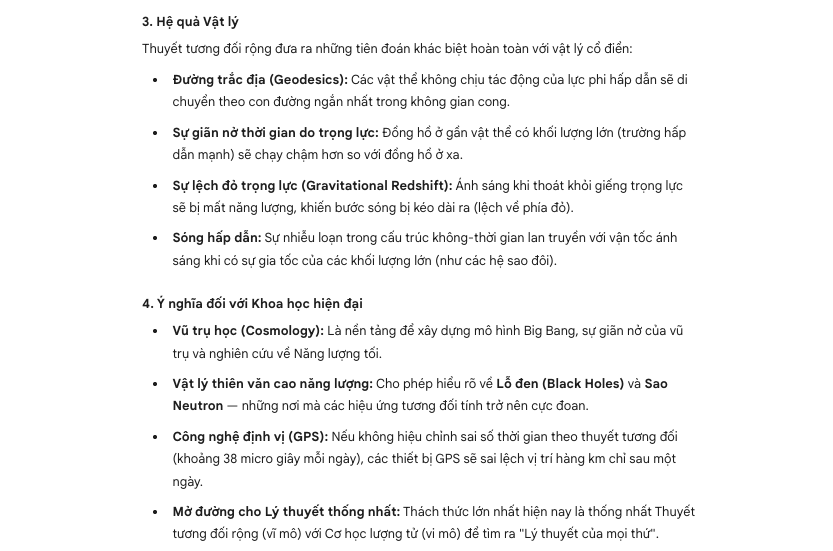 3. Hệ quả Vật lý
Thuyết tương đối rộng đưa ra những tiên đoán khác biệt hoàn toàn với vật lý cổ điển:
• Đường trắc địa (Geodesics): Các vật thể không chịu tác động của lực phi hấp dẫn sẽ di
chuyển theo con đường ngắn nhất trong không gian cong.
• Sự giãn nở thời gian do trọng lực: Đồng hồ ở gần vật thể có khối lượng lớn (trường hấp
dẫn mạnh) sẽ chạy chậm hơn so với đồng hồ ở xa.
• Sự lệch đỏ trọng lực (Gravitational Redshift): Ánh sáng khi thoát khỏi giếng trọng lực
sẽ bị mất năng lượng, khiến bước sóng bị kéo dài ra (lệch về phía đỏ).
• Sóng hấp dẫn: Sự nhiễu loạn trong cấu trúc không-thời gian lan truyền với vận tốc ánh
sáng khi có sự gia tốc của các khối lượng lớn (như các hệ sao đôi).
4. Ý nghĩa đối với Khoa học hiện đại
• Vũ trụ học (Cosmology): Là nền tảng để xây dựng mô hình Big Bang, sự giãn nở của vũ
trụ và nghiên cứu về Năng lượng tối.
• Vật lý thiên văn cao năng lượng: Cho phép hiểu rõ về Lỗ đen (Black Holes) và Sao
Neutron — những nơi mà các hiệu ứng tương đối tính trở nên cực đoan.
• Công nghệ định vị (GPS): Nếu không hiệu chỉnh sai số thời gian theo thuyết tương đối
(khoảng 38 micro giây mỗi ngày), các thiết bị GPS sẽ sai lệch vị trí hàng km chỉ sau một
ngày.
• Mở đường cho Lý thuyết thống nhất: Thách thức lớn nhất hiện nay là thống nhất Thuyết
tương đối rộng (vĩ mô) với Cơ học lượng tử (vi mô) để tìm ra "Lý thuyết của mọi thứ".